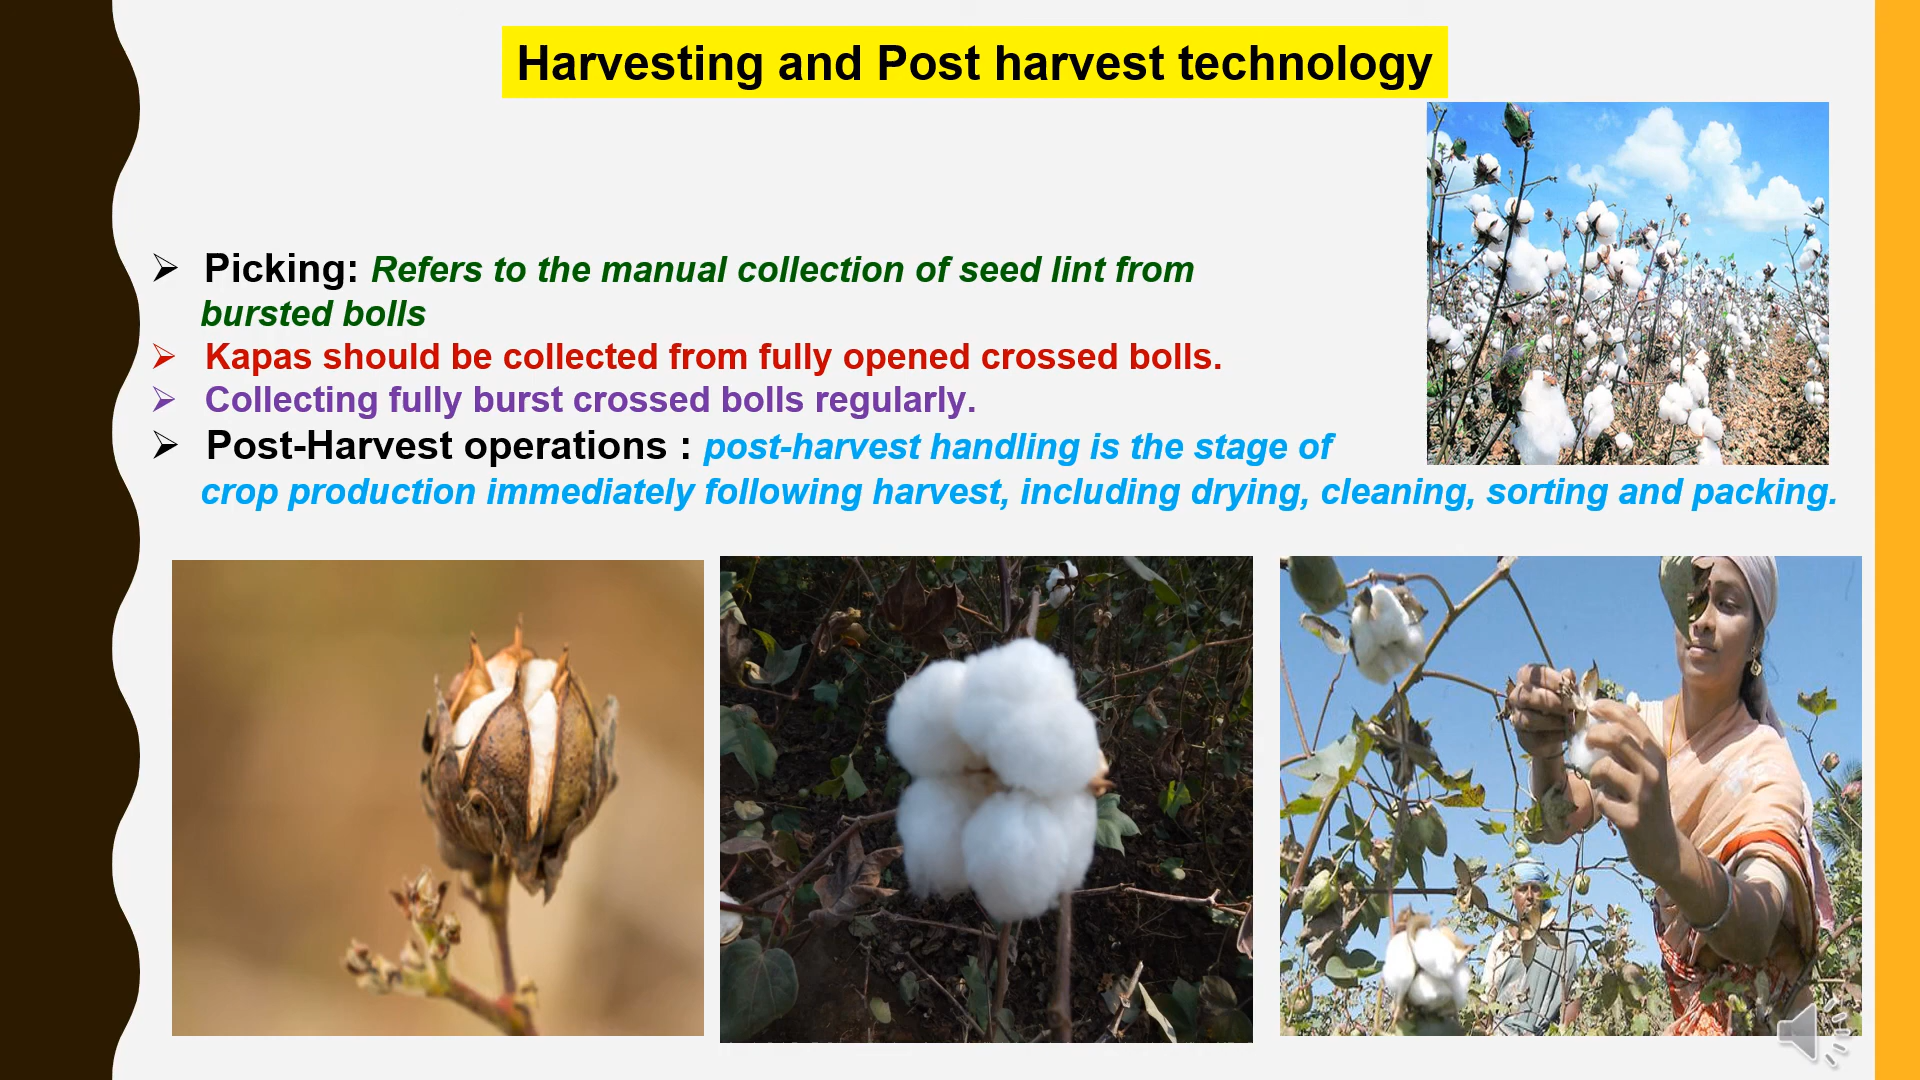 Harvesting and Post harvest technology
➢ Picking: Refers to the manual collection of seed lint from
bursted bolls
➢ Kapas should be collected from fully opened crossed bolls.
➢ Collecting fully burst crossed bolls regularly.
➢ Post-Harvest operations : post-harvest handling is the stage of
crop production immediately following harvest, including drying, cleaning, sorting and packing.